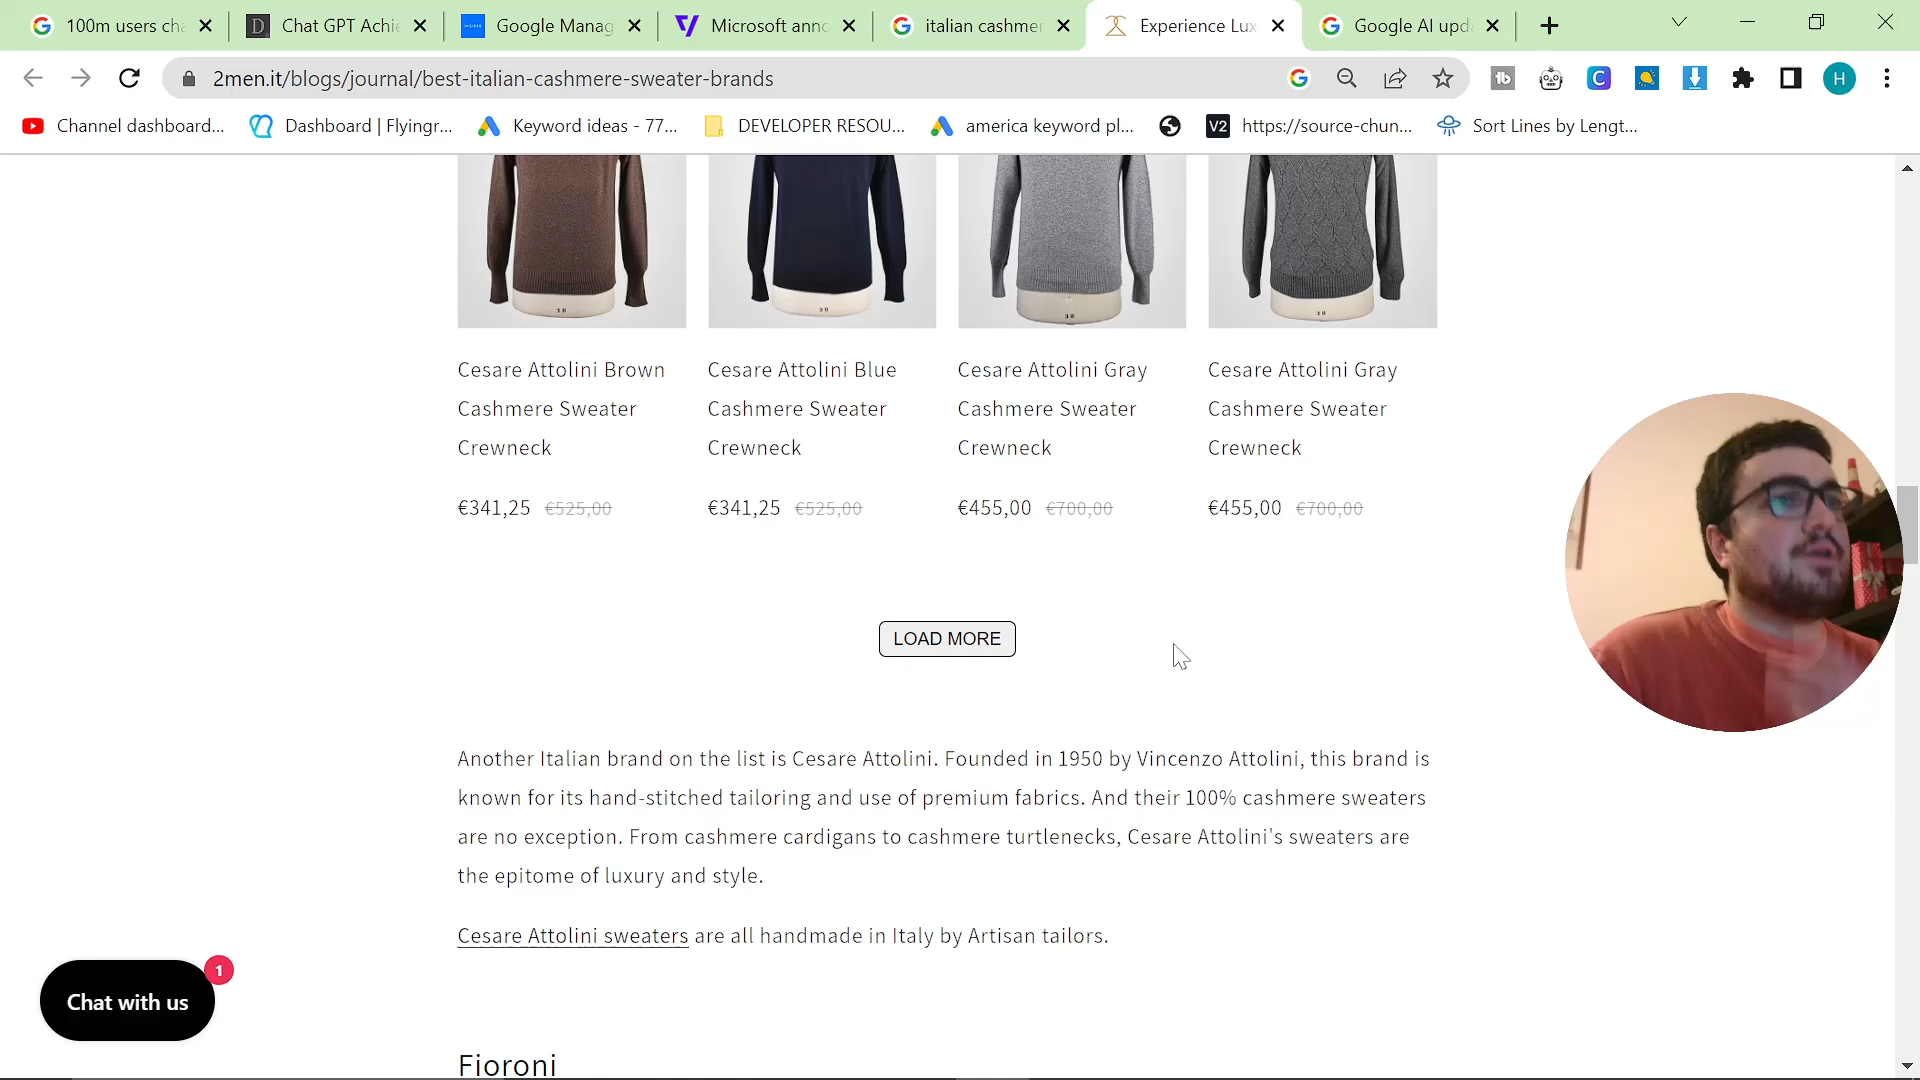 100m users cha
Chat GPT Achie
Google Manag
Microsoft anno
italian cashmer
Experience Lux
Google AI upd
2men.it/blogs/journal/best-italian-cashmere-sweater-brands
H
Channel dashboard...
Dashboard | Flyingr...
Keyword ideas - 77...
DEVELOPER RESOU...
america keyword pl...
V2
https://source-chun...
Sort Lines by Lengt...
38
38
38
38
Cesare Attolini Brown
Cashmere Sweater
Crewneck
€341,25 €525,00
Cesare Attolini Blue
Cashmere Sweater
Crewneck
€341,25 €525,00
Cesare Attolini Gray
Cashmere Sweater
Crewneck
€455,00 €700,00
Cesare Attolini Gray
Cashmere Sweater
Crewneck
€455,00 €700,00
LOAD MORE
Another Italian brand on the list is Cesare Attolini. Founded in 1950 by Vincenzo Attolini, this brand is
known for its hand-stitched tailoring and use of premium fabrics. And their 100% cashmere sweaters
are no exception. From cashmere cardigans to cashmere turtlenecks, Cesare Attolini's sweaters are
the epitome of luxury and style.
Cesare Attolini sweaters are all handmade in Italy by Artisan tailors.
1
Chat with us
Fioroni